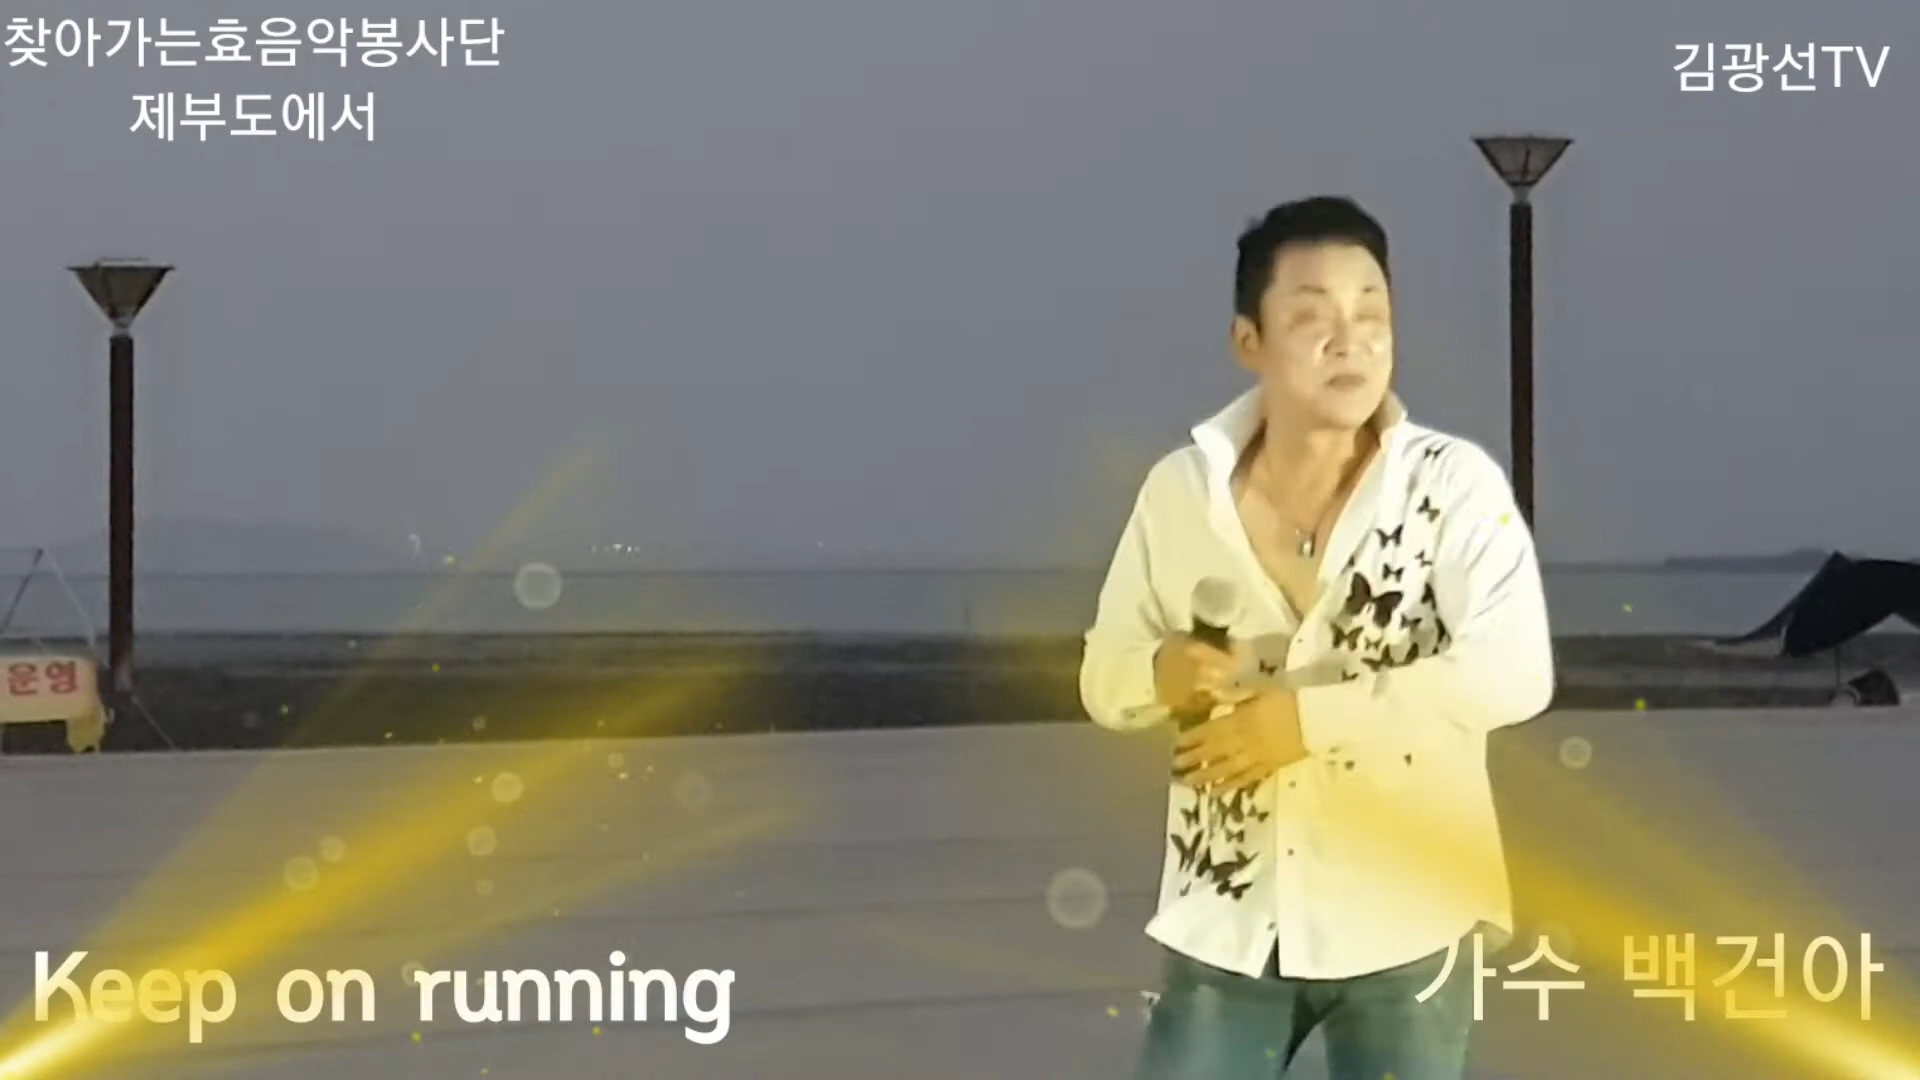 찾아가는효음악봉사단
제부도에서
김광선TV
운영
Keep on running
가수 백건아